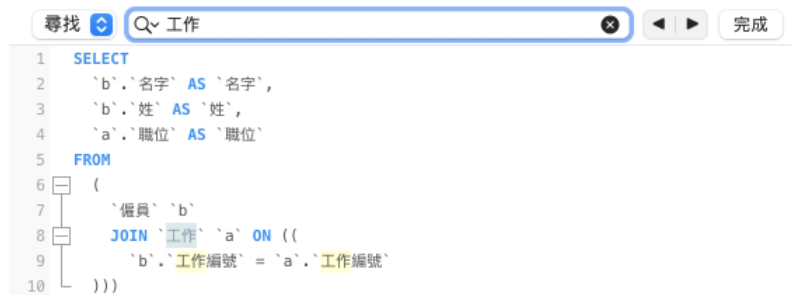 尋找 工作 完成
1 SELECT
2 `b`.`名字` AS `名字`,
3 `b`.`姓` AS `姓`,
4 `a`.`職位` AS `職位`
5 FROM
6 (
7 `僱員` `b`
8 JOIN `工作` `a` ON ((
9 `b`.`工作編號` = `a`.`工作編號`
10 )))